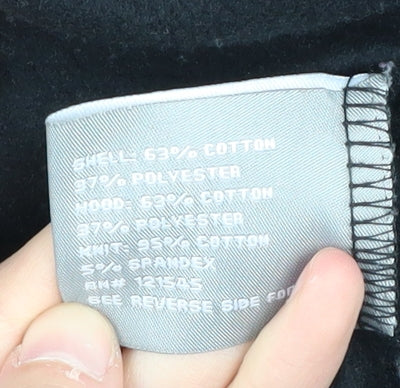 SHELL: 63% COTTON
37% POLYESTER
HOOD: 63% COTTON
37% POLYESTER
KNIT: 95% COTTON
5% SPANDEX
RN# 121545
SEE REVERSE SIDE FOR